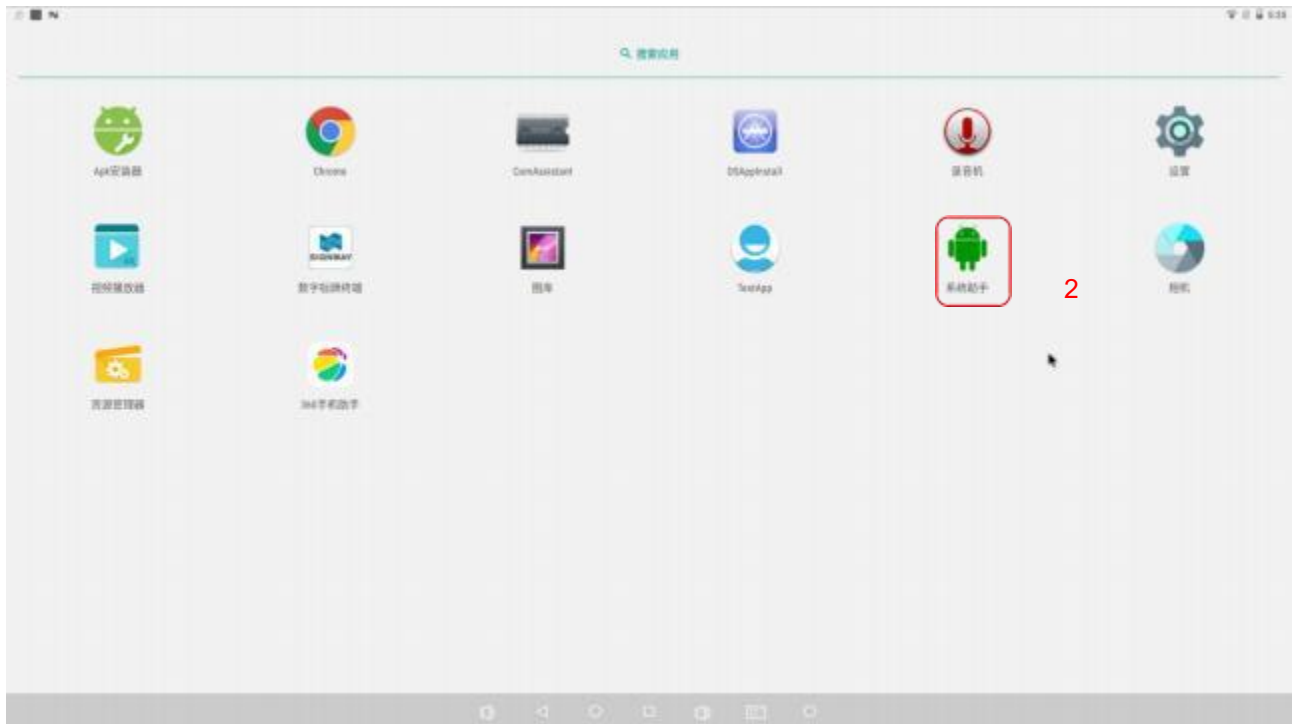 搜索应用
Apk安装器
Chrome
ComAssistant
DSAppInstall
录音机
设置
视频播放器
SIGNWAY
数字标牌终端
图库
TestApp
系统助手
2
相机
资源管理器
360手机助手